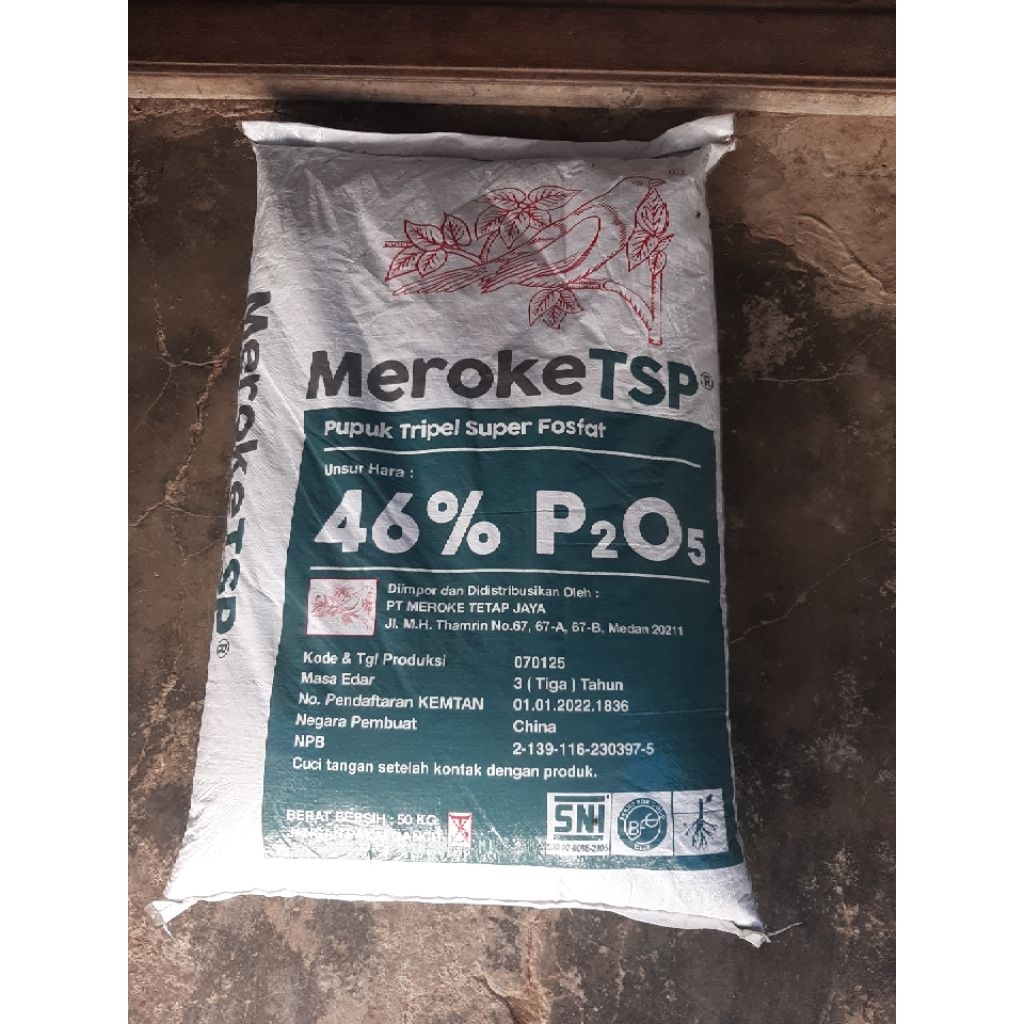 MerokeTSP®
MerokeTSP®
Pupuk Tripel Super Fosfat
Unsur Hara :
46% P₂O₅
Diimpor dan Didistribusikan Oleh :
PT MEROKE TETAP JAYA
Jl. M.H. Thamrin No.67, 67-A, 67-B, Medan 20211
Kode & Tgl Produksi 070125
Masa Edar 3 ( Tiga ) Tahun
No. Pendaftaran KEMTAN 01.01.2022.1836
Negara Pembuat China
NPB 2-139-116-230397-5
Cuci tangan setelah kontak dengan produk.
BERAT BERSIH : 50 KG
JANGAN PAKAI GANCO
SNI